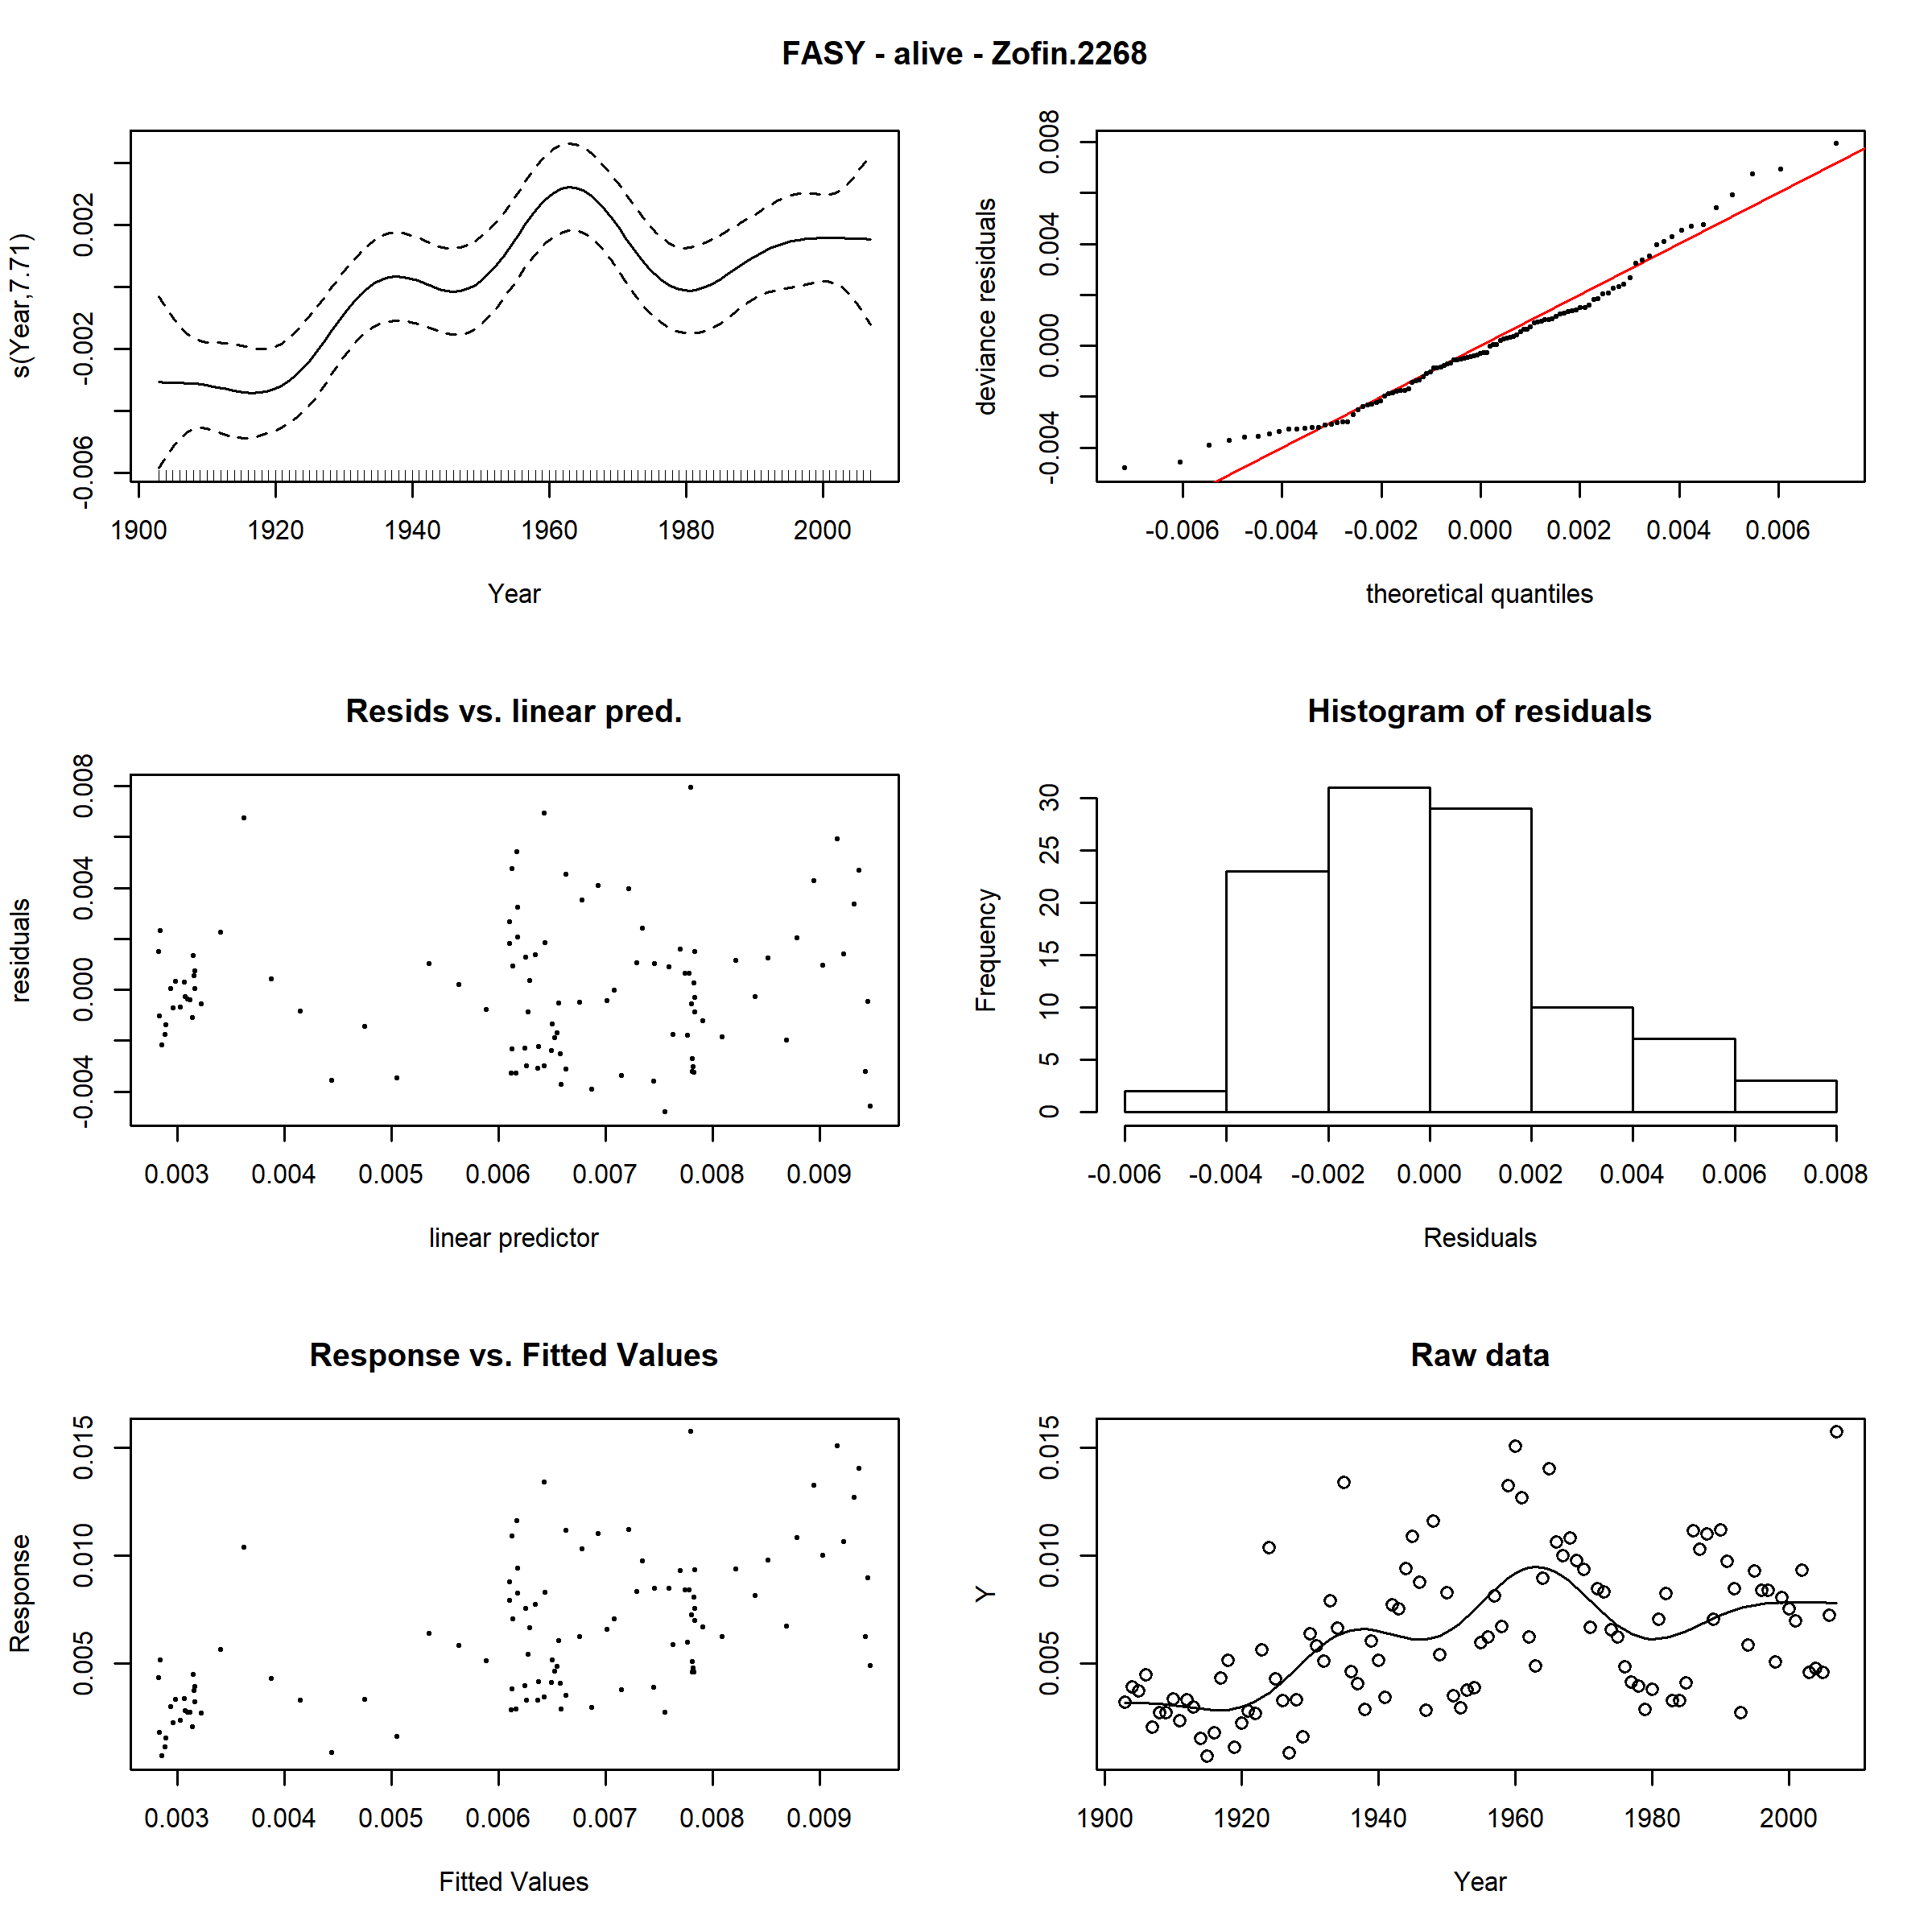 FASY - alive - Zofin.2268
s(Year,7.71)
-0.006 -0.002 0.002
1900 1920 1940 1960 1980 2000
Year
deviance residuals
-0.004 0.000 0.004 0.008
-0.006 -0.004 -0.002 0.000 0.002 0.004 0.006
theoretical quantiles
Resids vs. linear pred.
residuals
-0.004 0.000 0.004 0.008
0.003 0.004 0.005 0.006 0.007 0.008 0.009
linear predictor
Histogram of residuals
Frequency
0 5 10 15 20 25 30
-0.006 -0.004 -0.002 0.000 0.002 0.004 0.006 0.008
Residuals
Response vs. Fitted Values
Response
0.005 0.010 0.015
0.003 0.004 0.005 0.006 0.007 0.008 0.009
Fitted Values
Raw data
Y
0.005 0.010 0.015
1900 1920 1940 1960 1980 2000
Year